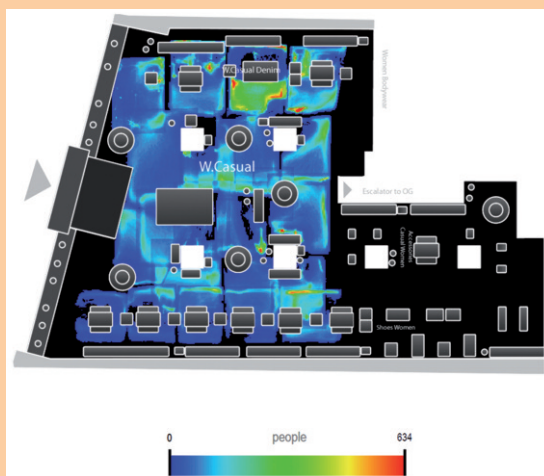 W.Casual Denim
Women Bodywear
W.Casual
Escalator to OG
Accessories
Casual Women
Shoes Women
0 people 634